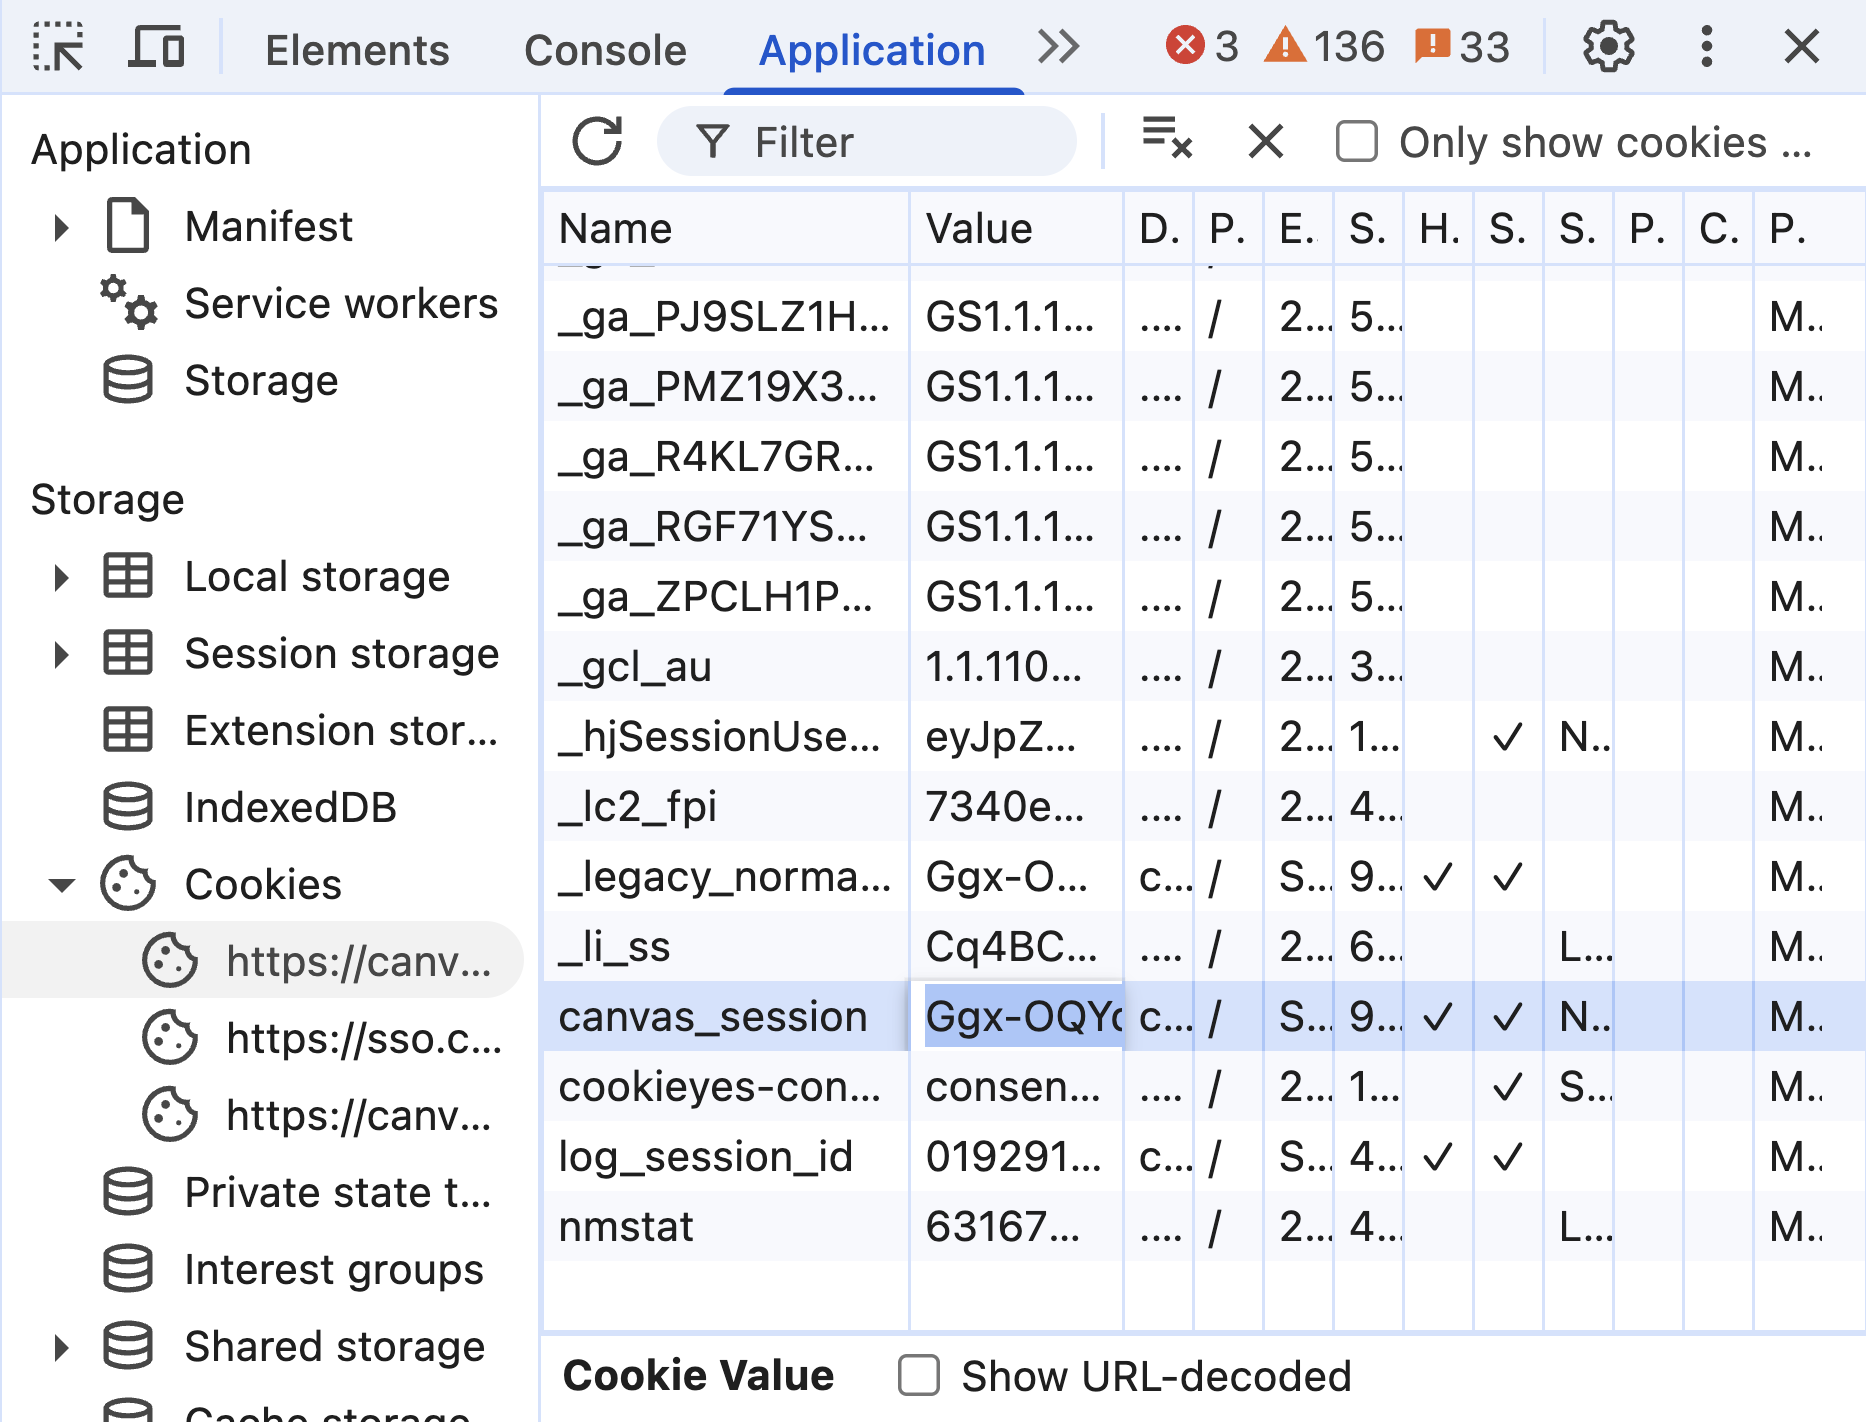 Elements Console Application 3 136 33
Application
Manifest
Service workers
Storage
Storage
Local storage
Session storage
Extension stor...
IndexedDB
Cookies
https://canv...
https://sso.c...
https://canv...
Private state t...
Interest groups
Shared storage
Cache storage
Filter Only show cookies ...
Name Value D. P. E. S. H. S. S. P. C. P.
_ga_PJ9SLZ1H... GS1.1.1... .... / 2... 5... M..
_ga_PMZ19X3... GS1.1.1... .... / 2... 5... M..
_ga_R4KL7GR... GS1.1.1... .... / 2... 5... M..
_ga_RGF71YS... GS1.1.1... .... / 2... 5... M..
_ga_ZPCLH1P... GS1.1.1... .... / 2... 5... M..
_gcl_au 1.1.110... .... / 2... 3... M..
_hjSessionUse... eyJpZ... .... / 2... 1... ✓ N.. M..
_lc2_fpi 7340e... .... / 2... 4... M..
_legacy_norma... Ggx-O... c... / S... 9... ✓ ✓ M..
_li_ss Cq4BC... .... / 2... 6... L... M..
canvas_session Ggx-OQY c... / S... 9... ✓ ✓ N.. M..
cookieyes-con... consen... .... / 2... 1... ✓ S... M..
log_session_id 019291... c... / S... 4... ✓ ✓ M..
nmstat 63167... .... / 2... 4... L... M..
Cookie Value Show URL-decoded